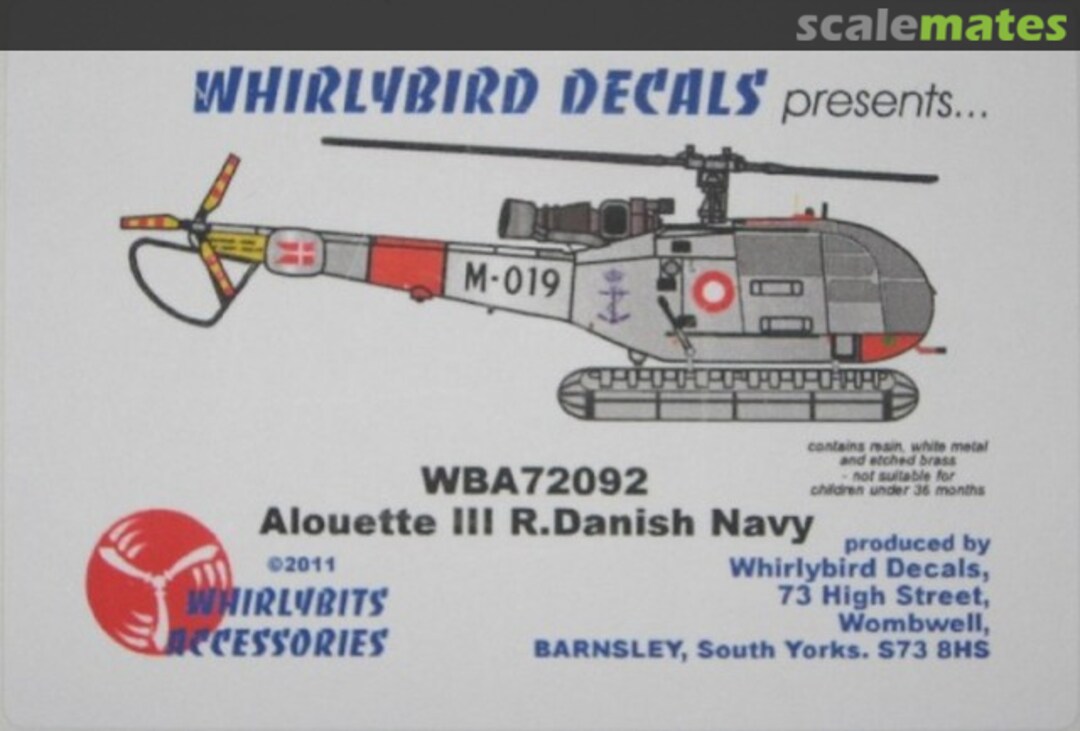 scalemates
WHIRLYBIRD DECALS presents...
M-019
contains resin, white metal
and etched brass
- not suitable for
children under 36 months
WBA72092
Alouette III R.Danish Navy
©2011
WHIRLYBITS
ACCESSORIES
produced by
Whirlybird Decals,
73 High Street,
Wombwell,
BARNSLEY, South Yorks. S73 8HS